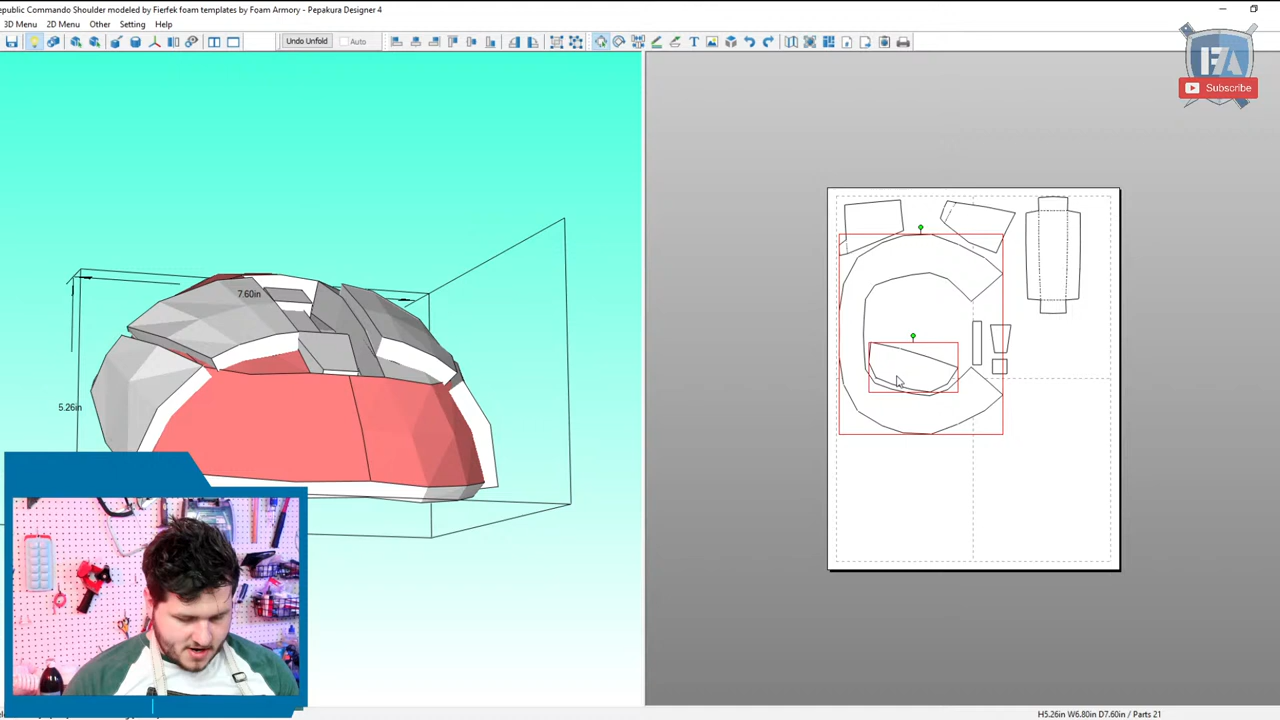 epublic Commando Shoulder modeled by Fierfek foam templates by Foam Armory - Pepakura Designer 4
3D Menu 2D Menu Other Setting Help
Undo Unfold Auto
T
FA
Subscribe
7.60in
5.26in
H5.26in W6.80in D7.60in / Parts 21